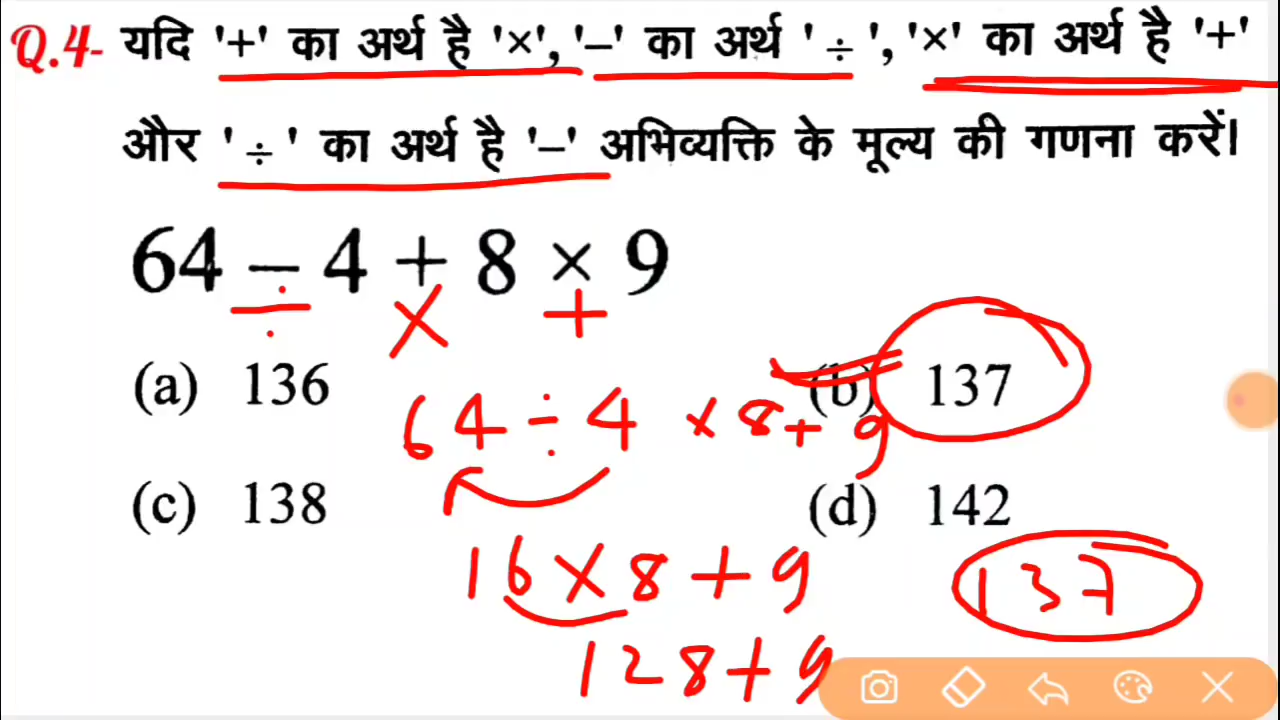 Q.4- यदि '+' का अर्थ है '×', '–' का अर्थ ' ÷ ', '×' का अर्थ है '+'
और ' ÷ ' का अर्थ है '–' अभिव्यक्ति के मूल्य की गणना करें।
64 – 4 + 8 × 9
÷ × +
(a) 136
(b) 137
64 ÷ 4 × 8 + 9
(c) 138
(d) 142
16 × 8 + 9
137
128 + 9